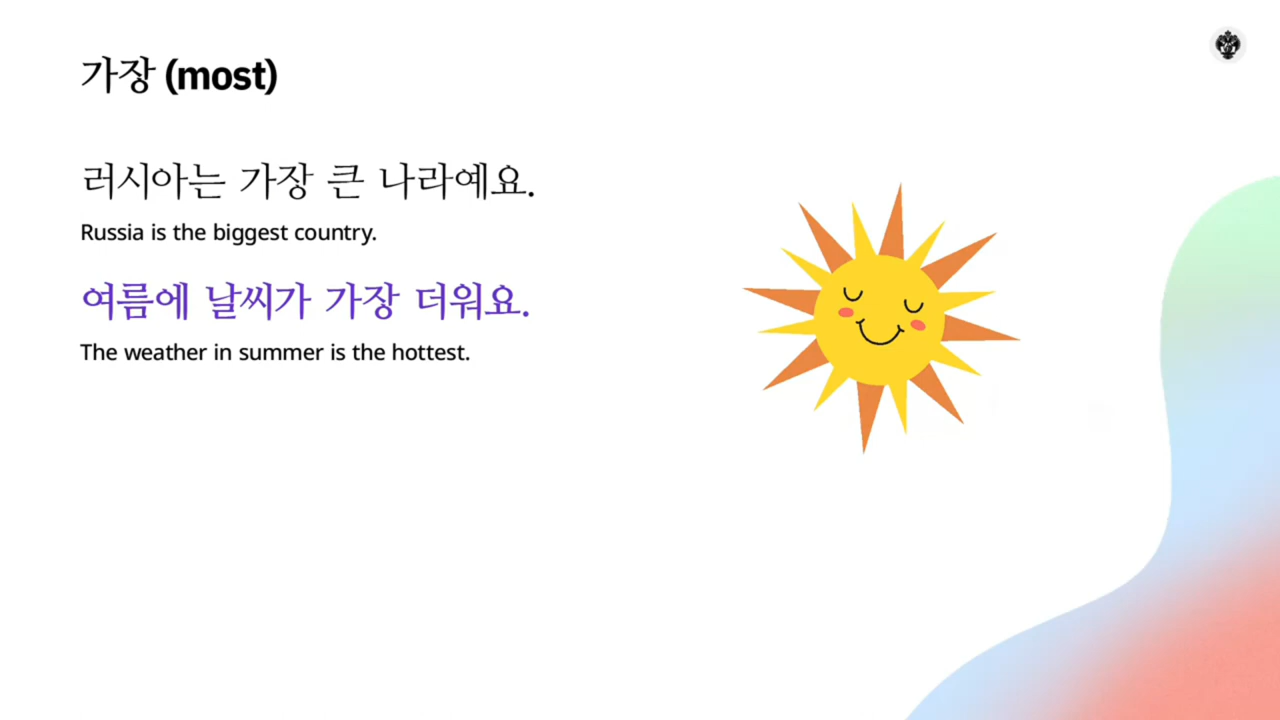 가장 (most)
러시아는 가장 큰 나라예요.
Russia is the biggest country.
여름에 날씨가 가장 더워요.
The weather in summer is the hottest.